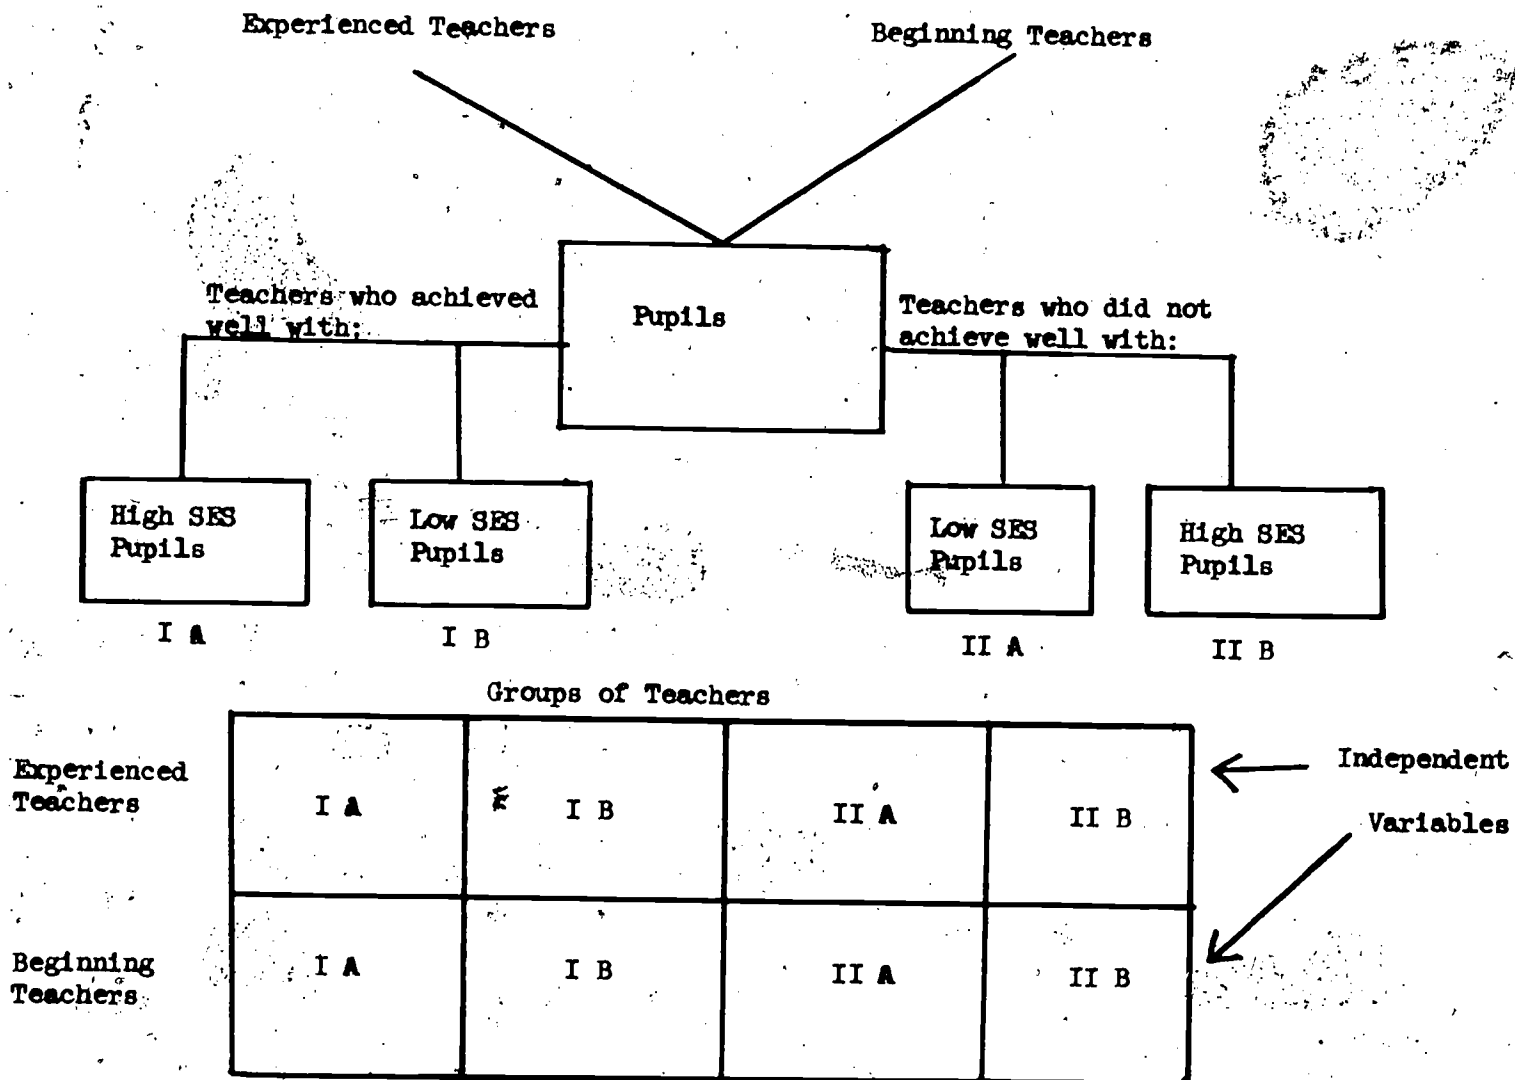 Experienced Teachers
Beginning Teachers
Teachers who achieved
well with:
Pupils
Teachers who did not
achieve well with:
High SES
Pupils
Low SES
Pupils
Low SES
Pupils
High SES
Pupils
I A
I B
II A
II B
Groups of Teachers
Experienced
Teachers
I A
I B
II A
II B
Independent
Variables
Beginning
Teachers
I A
I B
II A
II B